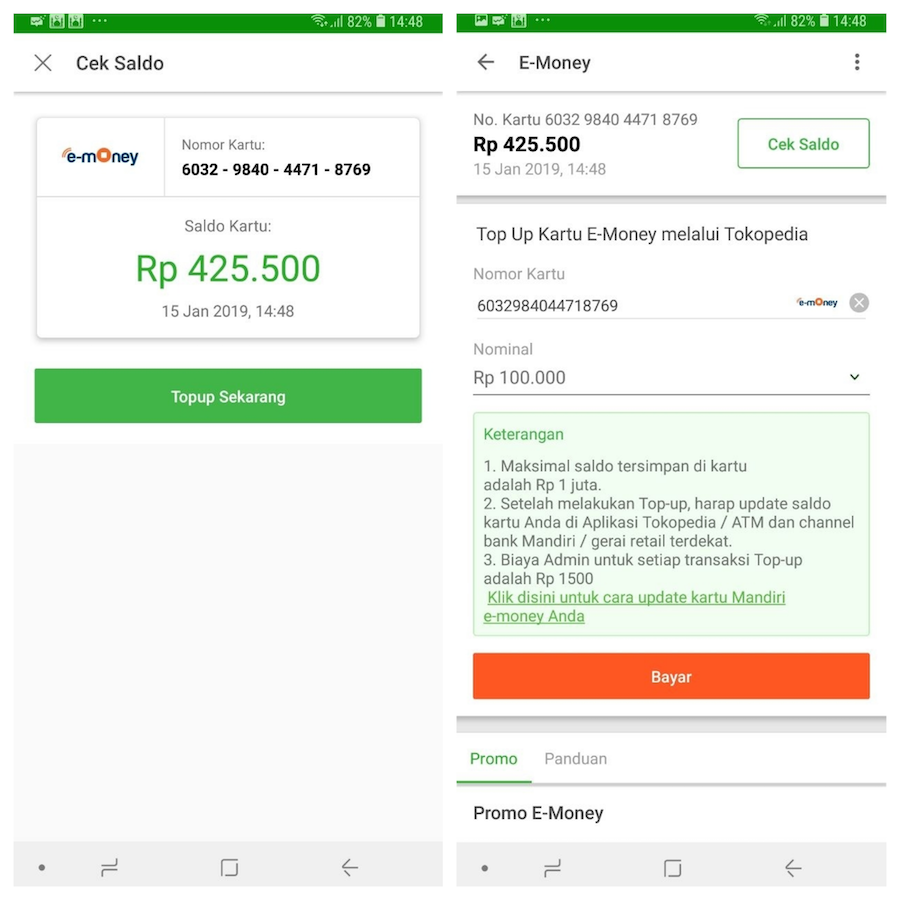 82% 14:48
Cek Saldo
e-money
Nomor Kartu:
6032 - 9840 - 4471 - 8769
Saldo Kartu:
Rp 425.500
15 Jan 2019, 14:48
Topup Sekarang
82% 14:48
E-Money
No. Kartu 6032 9840 4471 8769
Rp 425.500
15 Jan 2019, 14:48
Cek Saldo
Top Up Kartu E-Money melalui Tokopedia
Nomor Kartu
6032984044718769
e-money
Nominal
Rp 100.000
Keterangan
1. Maksimal saldo tersimpan di kartu
adalah Rp 1 juta.
2. Setelah melakukan Top-up, harap update saldo
kartu Anda di Aplikasi Tokopedia / ATM dan channel
bank Mandiri / gerai retail terdekat.
3. Biaya Admin untuk setiap transaksi Top-up
adalah Rp 1500
Klik disini untuk cara update kartu Mandiri
e-money Anda
Bayar
Promo Panduan
Promo E-Money